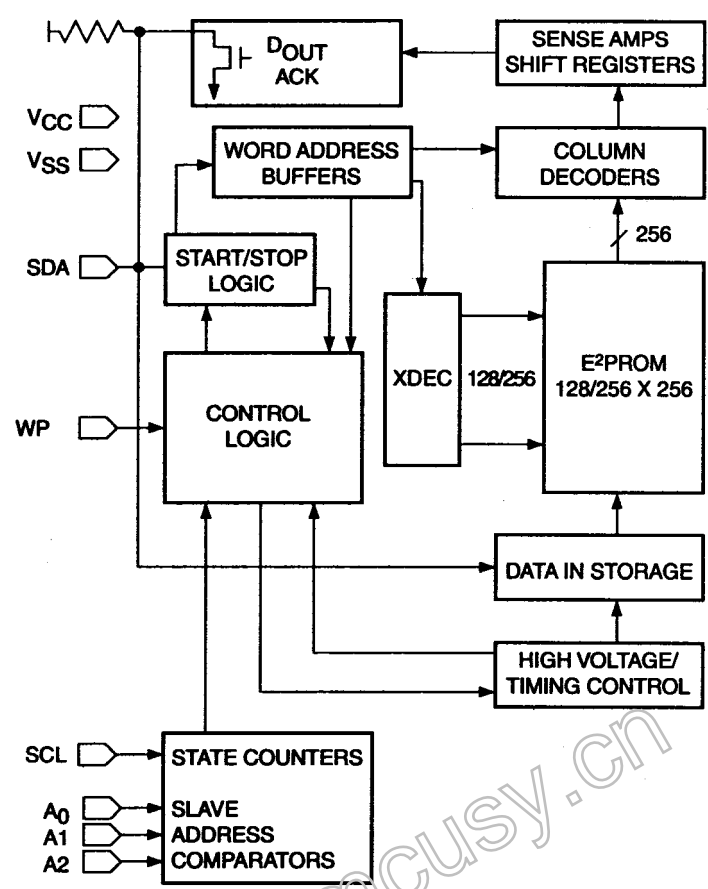 DOUT
ACK
SENSE AMPS
SHIFT REGISTERS
VCC
VSS
WORD ADDRESS
BUFFERS
COLUMN
DECODERS
256
SDA
START/STOP
LOGIC
XDEC
128/256
E²PROM
128/256 X 256
WP
CONTROL
LOGIC
DATA IN STORAGE
HIGH VOLTAGE/
TIMING CONTROL
SCL
STATE COUNTERS
A0
SLAVE
A1
ADDRESS
A2
COMPARATORS
mcusy.cn